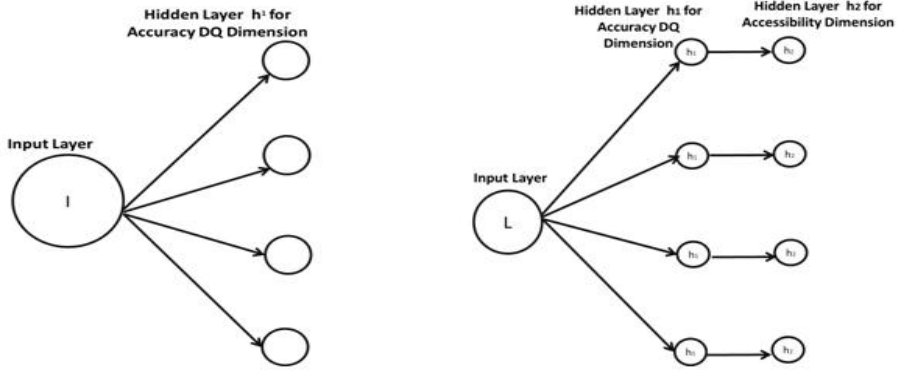 Hidden Layer h¹ for
Accuracy DQ Dimension
Input Layer
I
Hidden Layer h1 for
Accuracy DQ
Dimension
Hidden Layer h2 for
Accessibility Dimension
h₁
h₂
h₁
h₂
Input Layer
L
h₁
h₂
h₁
h₂